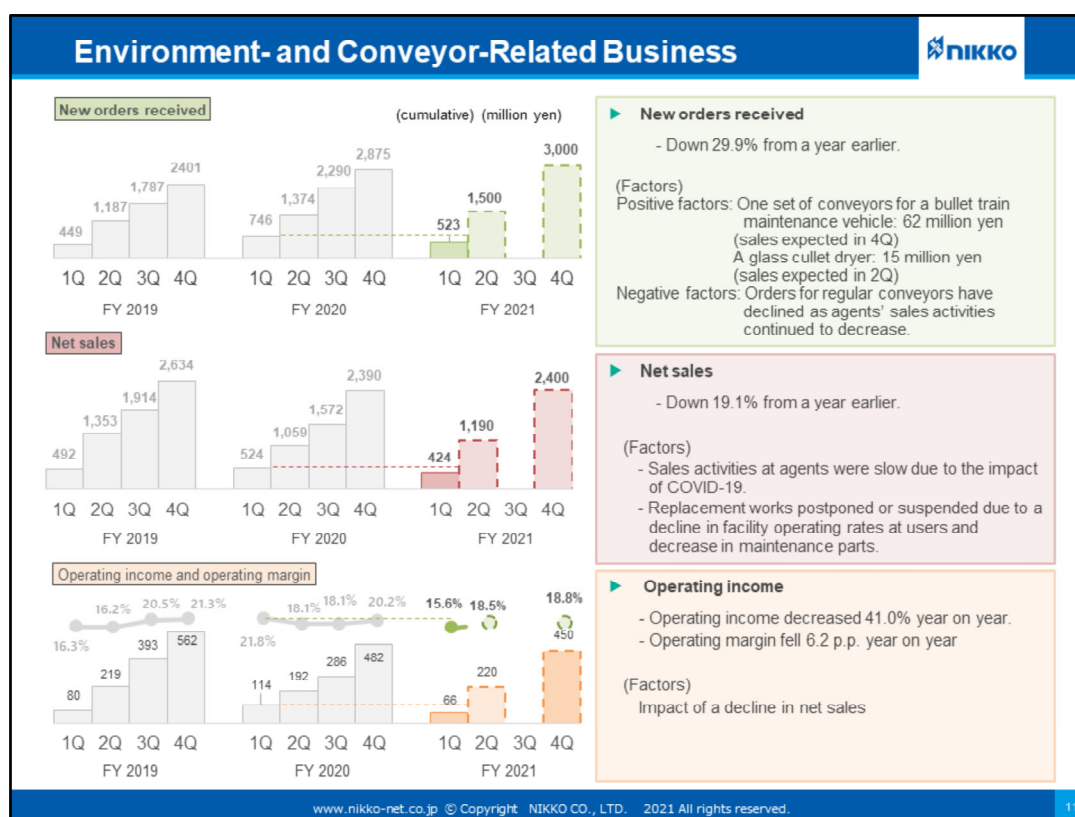 Environment- and Conveyor-Related Business
NIKKO
New orders received
(cumulative) (million yen)
449
1,187
1,787
2401
746
1,374
2,290
2,875
523
1,500
3,000
1Q 2Q 3Q 4Q
1Q 2Q 3Q 4Q
1Q 2Q 3Q 4Q
FY 2019
FY 2020
FY 2021
Net sales
492
1,353
1,914
2,634
524
1,059
1,572
2,390
424
1,190
2,400
1Q 2Q 3Q 4Q
1Q 2Q 3Q 4Q
1Q 2Q 3Q 4Q
FY 2019
FY 2020
FY 2021
Operating income and operating margin
16.3%
16.2%
20.5%
21.3%
21.8%
18.1%
18.1%
20.2%
15.6%
18.5%
18.8%
80
219
393
562
114
192
286
482
66
220
450
1Q 2Q 3Q 4Q
1Q 2Q 3Q 4Q
1Q 2Q 3Q 4Q
FY 2019
FY 2020
FY 2021
New orders received
- Down 29.9% from a year earlier.
(Factors)
Positive factors: One set of conveyors for a bullet train
maintenance vehicle: 62 million yen
(sales expected in 4Q)
A glass cullet dryer: 15 million yen
(sales expected in 2Q)
Negative factors: Orders for regular conveyors have
declined as agents' sales activities
continued to decrease.
Net sales
- Down 19.1% from a year earlier.
(Factors)
- Sales activities at agents were slow due to the impact
of COVID-19.
- Replacement works postponed or suspended due to a
decline in facility operating rates at users and
decrease in maintenance parts.
Operating income
- Operating income decreased 41.0% year on year.
- Operating margin fell 6.2 p.p. year on year
(Factors)
Impact of a decline in net sales
www.nikko-net.co.jp © Copyright NIKKO CO., LTD. 2021 All rights reserved.